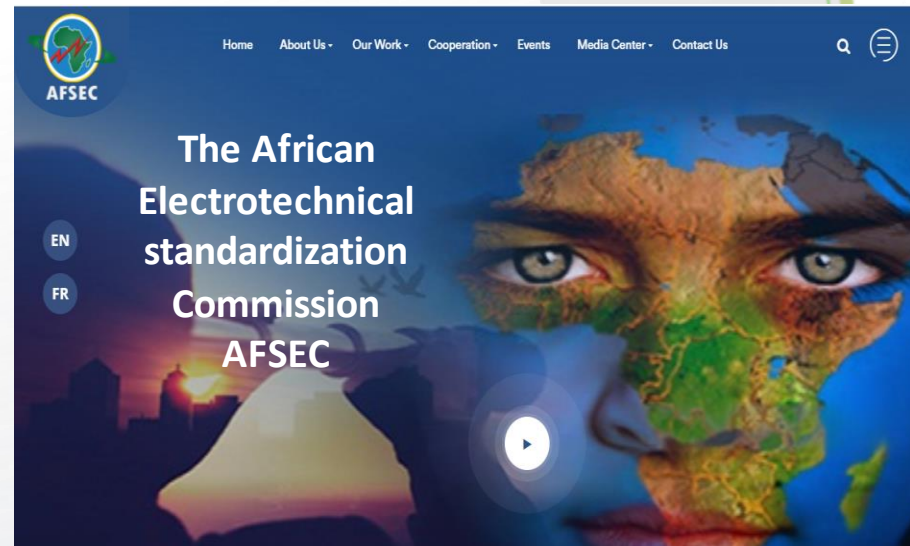 AFSEC
Home About Us Our Work Cooperation Events Media Center Contact Us
The African
Electrotechnical
standardization
Commission
AFSEC
EN
FR